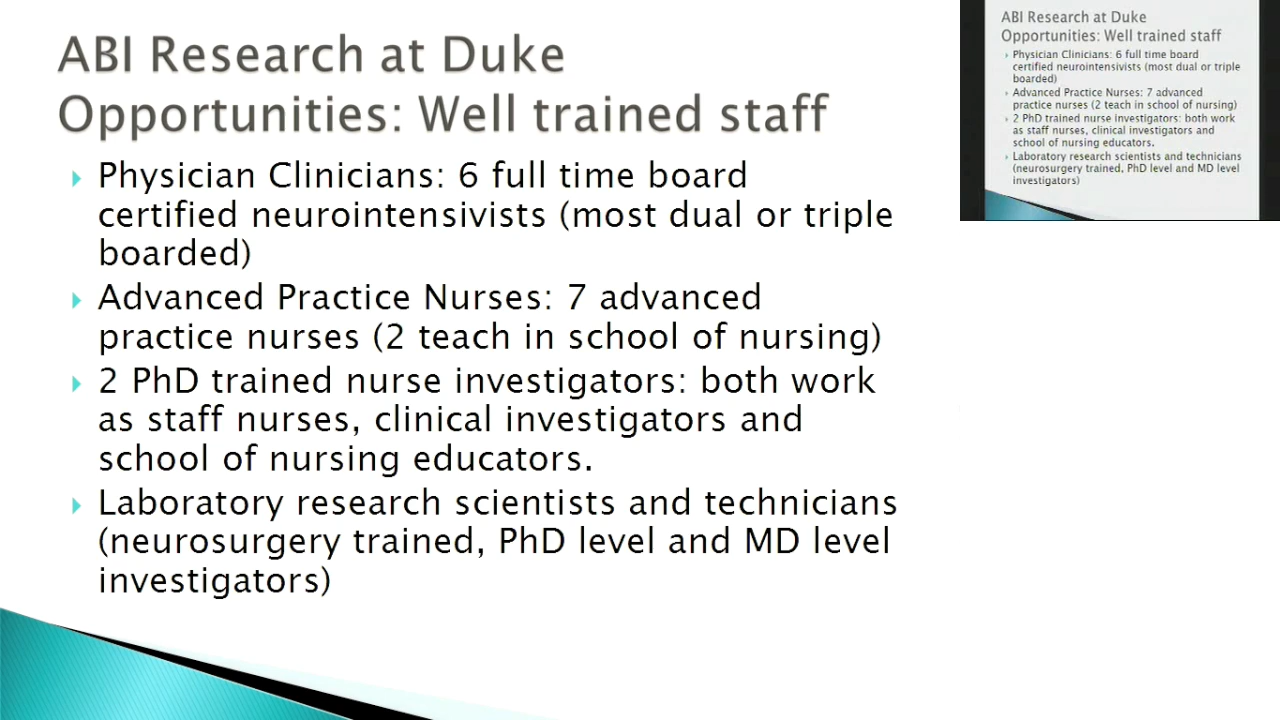 ABI Research at Duke
Opportunities: Well trained staff
Physician Clinicians: 6 full time board
certified neurointensivists (most dual or triple
boarded)
Advanced Practice Nurses: 7 advanced
practice nurses (2 teach in school of nursing)
2 PhD trained nurse investigators: both work
as staff nurses, clinical investigators and
school of nursing educators.
Laboratory research scientists and technicians
(neurosurgery trained, PhD level and MD level
investigators)
ABI Research at Duke
Opportunities: Well trained staff
Physician Clinicians: 6 full time board
certified neurointensivists (most dual or triple
boarded)
Advanced Practice Nurses: 7 advanced
practice nurses (2 teach in school of nursing)
2 PhD trained nurse investigators: both work
as staff nurses, clinical investigators and
school of nursing educators.
Laboratory research scientists and technicians
(neurosurgery trained, PhD level and MD level
investigators)